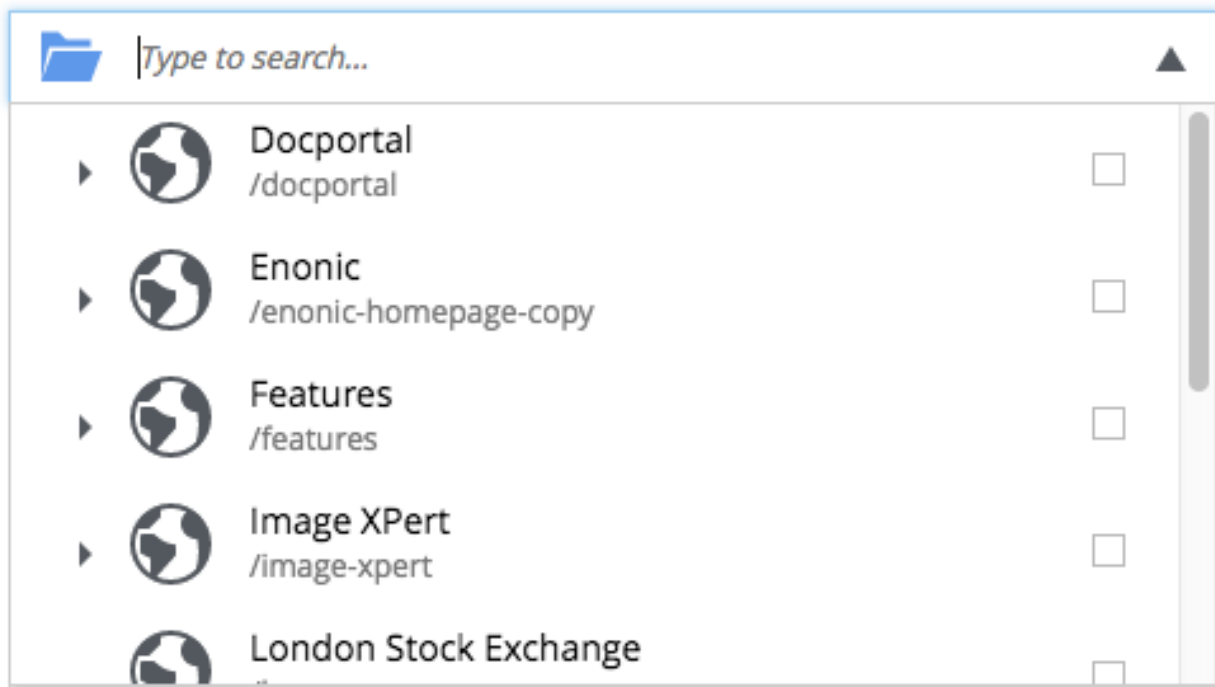 Type to search...
Docportal
/docportal
Enonic
/enonic-homepage-copy
Features
/features
Image XPert
/image-xpert
London Stock Exchange